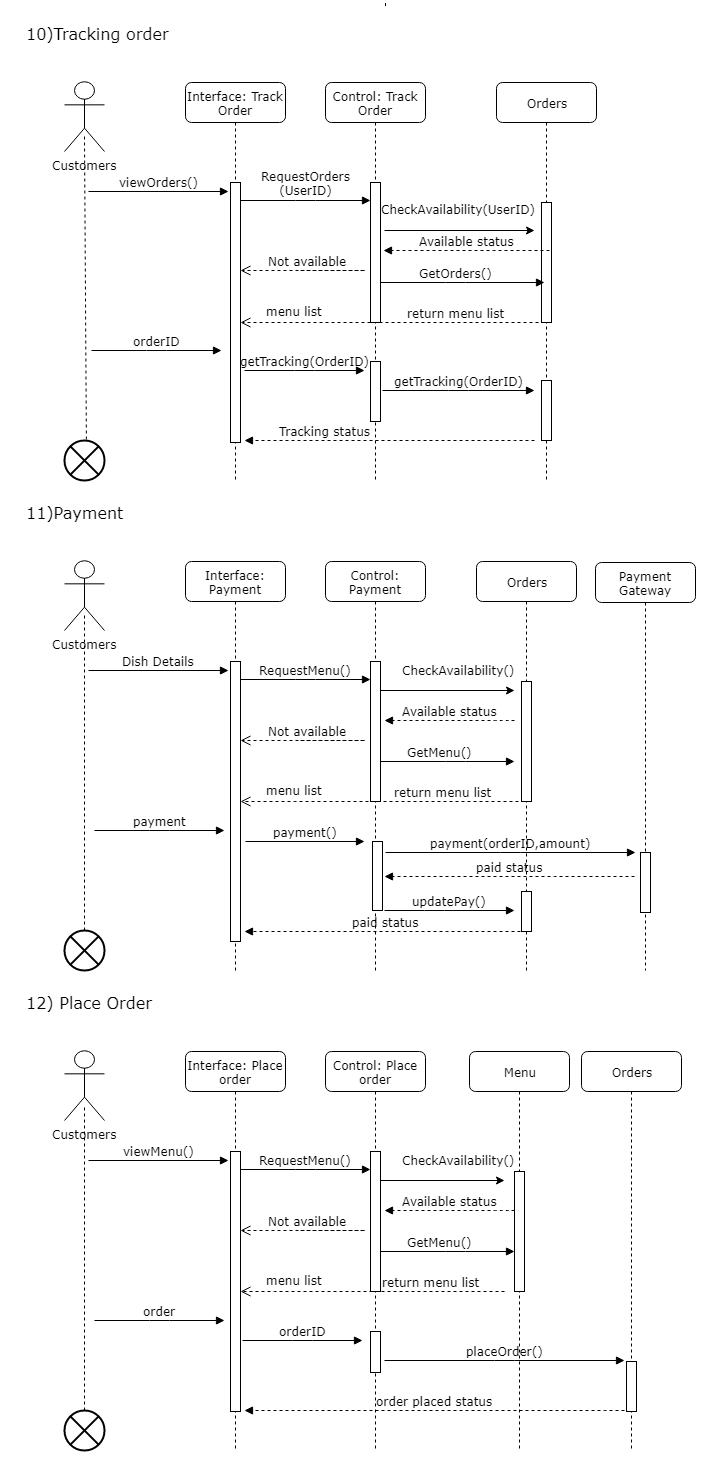 10)Tracking order
Interface: Track
Order
Control: Track
Order
Orders
Customers
viewOrders()
RequestOrders
(UserID)
CheckAvailability(UserID)
Available status
Not available
GetOrders()
menu list
return menu list
orderID
getTracking(OrderID)
getTracking(OrderID)
Tracking status
11)Payment
Interface:
Payment
Control:
Payment
Orders
Payment
Gateway
Customers
Dish Details
RequestMenu()
CheckAvailability()
Available status
Not available
GetMenu()
menu list
return menu list
payment
payment()
payment(orderID,amount)
paid status
updatePay()
paid status
12) Place Order
Interface: Place
order
Control: Place
order
Menu
Orders
Customers
viewMenu()
RequestMenu()
CheckAvailability()
Available status
Not available
GetMenu()
menu list
return menu list
order
orderID
placeOrder()
order placed status